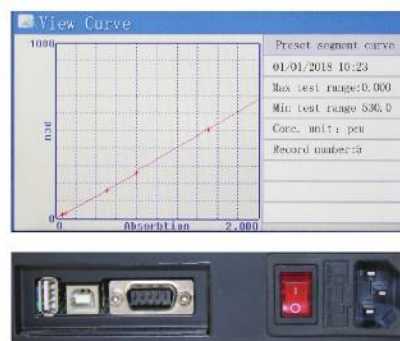 View Curve
1000
pcu
0
0
Absorbtion
2.000
Preset segment curve
01/01/2018 10:23
Max test range:0.000
Min test range 530.0
Conc. unit: pcu
Record number:5